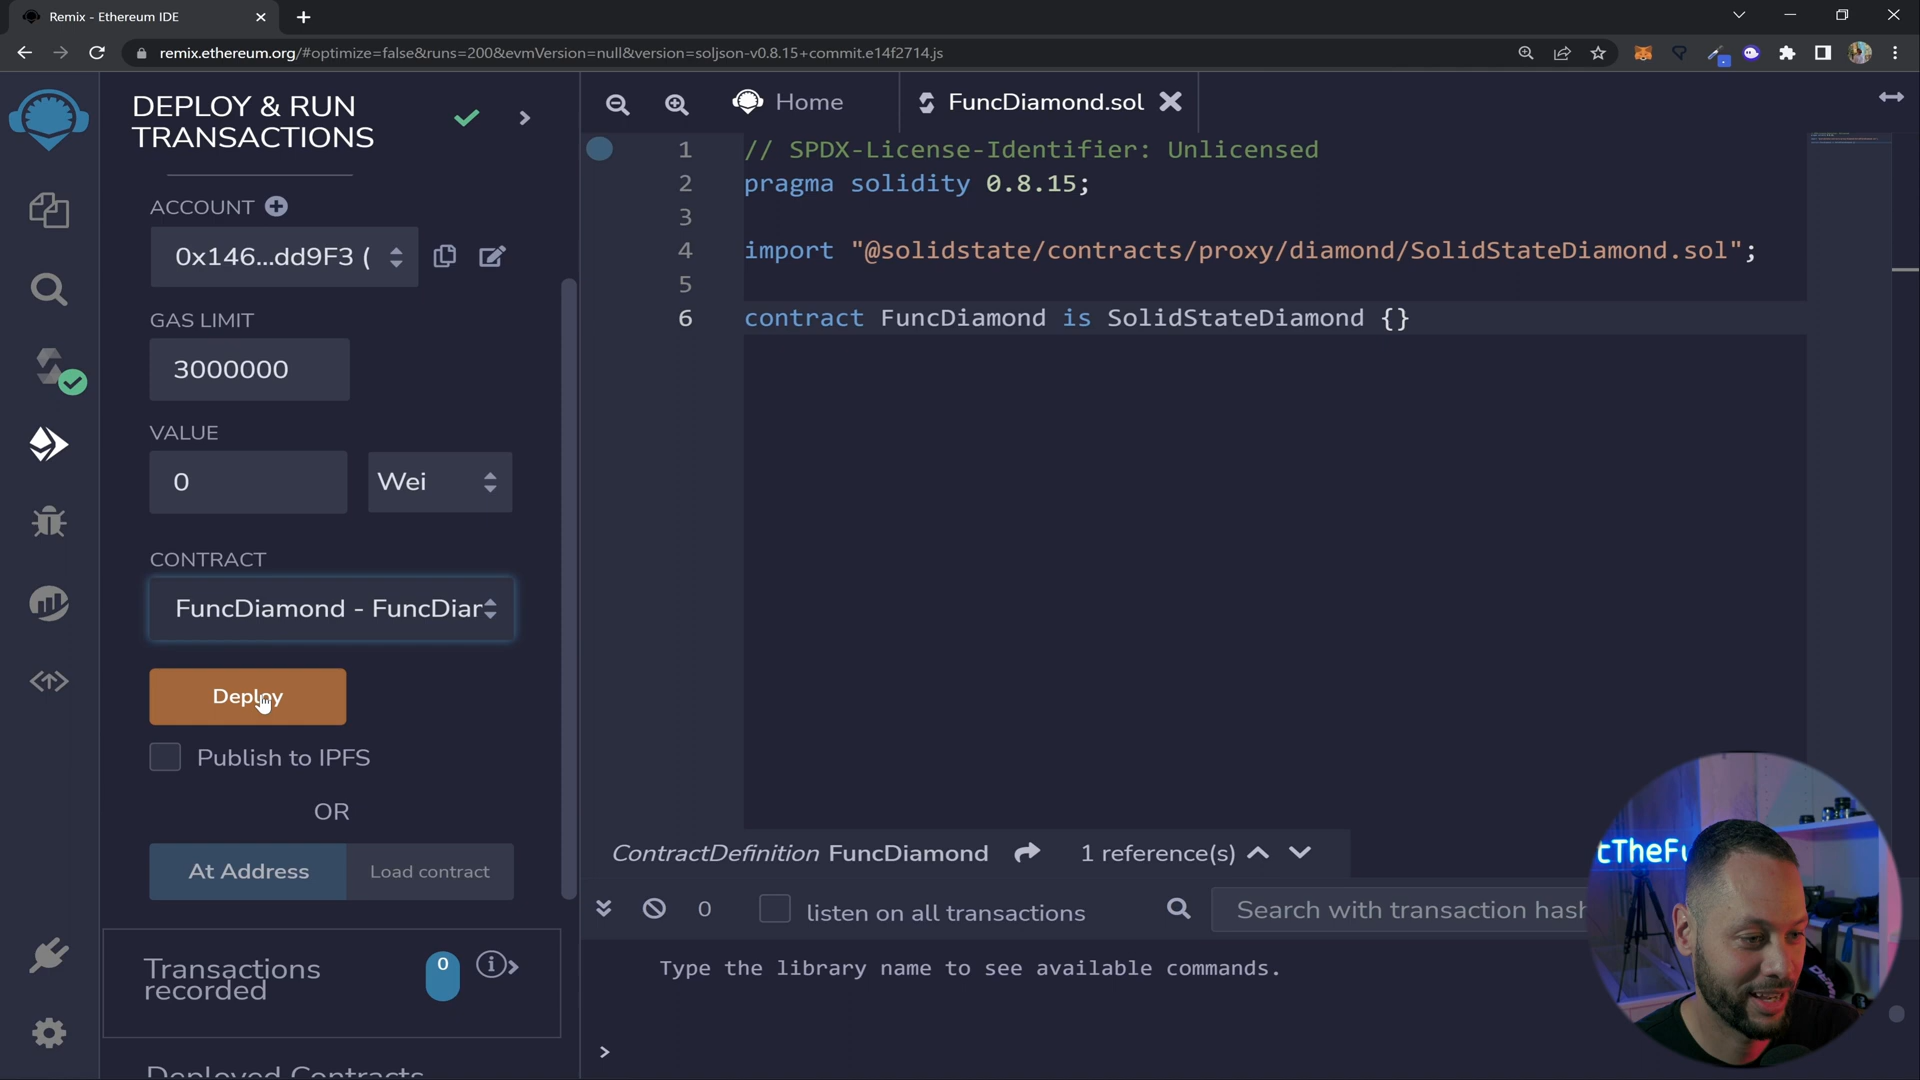 Remix - Ethereum IDE
remix.ethereum.org/#optimize=false&runs=200&evmVersion=null&version=soljson-v0.8.15+commit.e14f2714.js
DEPLOY & RUN
TRANSACTIONS
ACCOUNT
0x146...dd9F3 (
GAS LIMIT
3000000
VALUE
0
Wei
CONTRACT
FuncDiamond - FuncDiar
Deploy
Publish to IPFS
OR
At Address
Load contract
Transactions
recorded
0
Deployed Contracts
Home
FuncDiamond.sol
1 // SPDX-License-Identifier: Unlicensed
2 pragma solidity 0.8.15;
3
4 import "@solidstate/contracts/proxy/diamond/SolidStateDiamond.sol";
5
6 contract FuncDiamond is SolidStateDiamond {}
ContractDefinition FuncDiamond
1 reference(s)
0
listen on all transactions
Search with transaction hash
Type the library name to see available commands.
>
ctTheFu